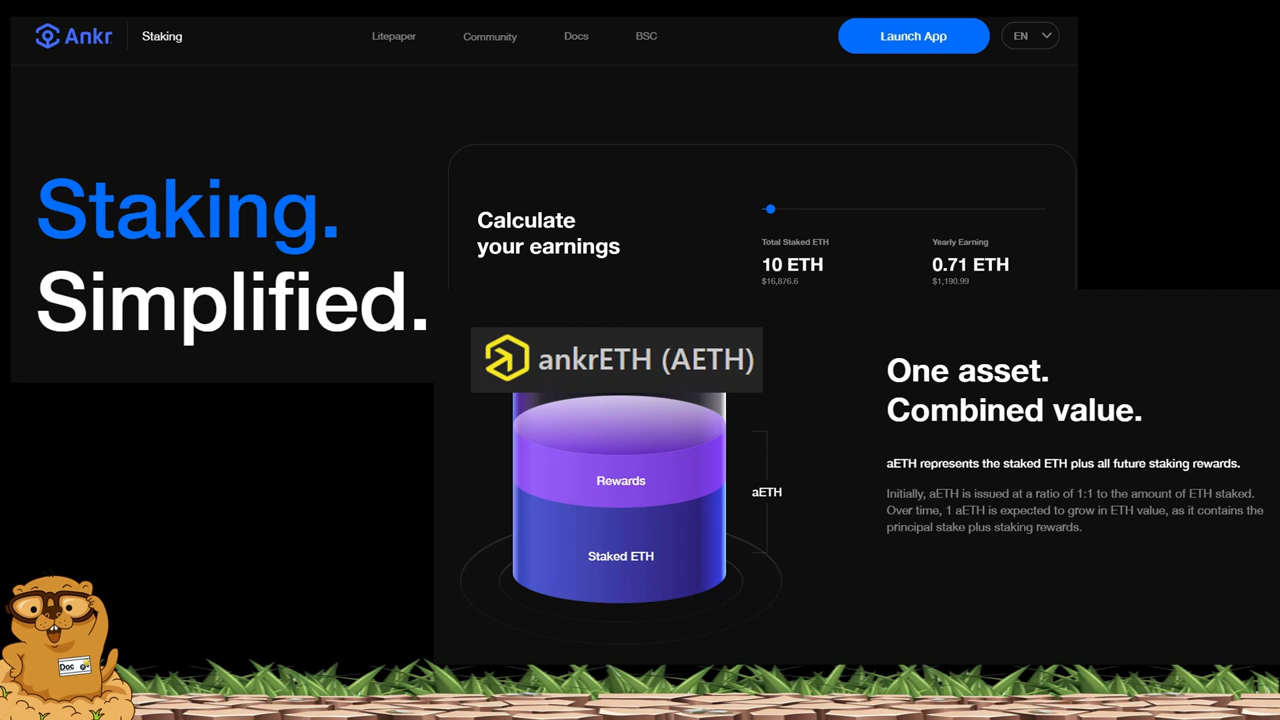 Ankr
Staking
Litepaper
Community
Docs
BSC
Launch App
EN
Staking.
Simplified.
Calculate
your earnings
Total Staked ETH
10 ETH
$16,876.6
Yearly Earning
0.71 ETH
$1,190.99
ankrETH (AETH)
Rewards
Staked ETH
aETH
One asset.
Combined value.
aETH represents the staked ETH plus all future staking rewards.
Initially, aETH is issued at a ratio of 1:1 to the amount of ETH staked.
Over time, 1 aETH is expected to grow in ETH value, as it contains the
principal stake plus staking rewards.
Doc